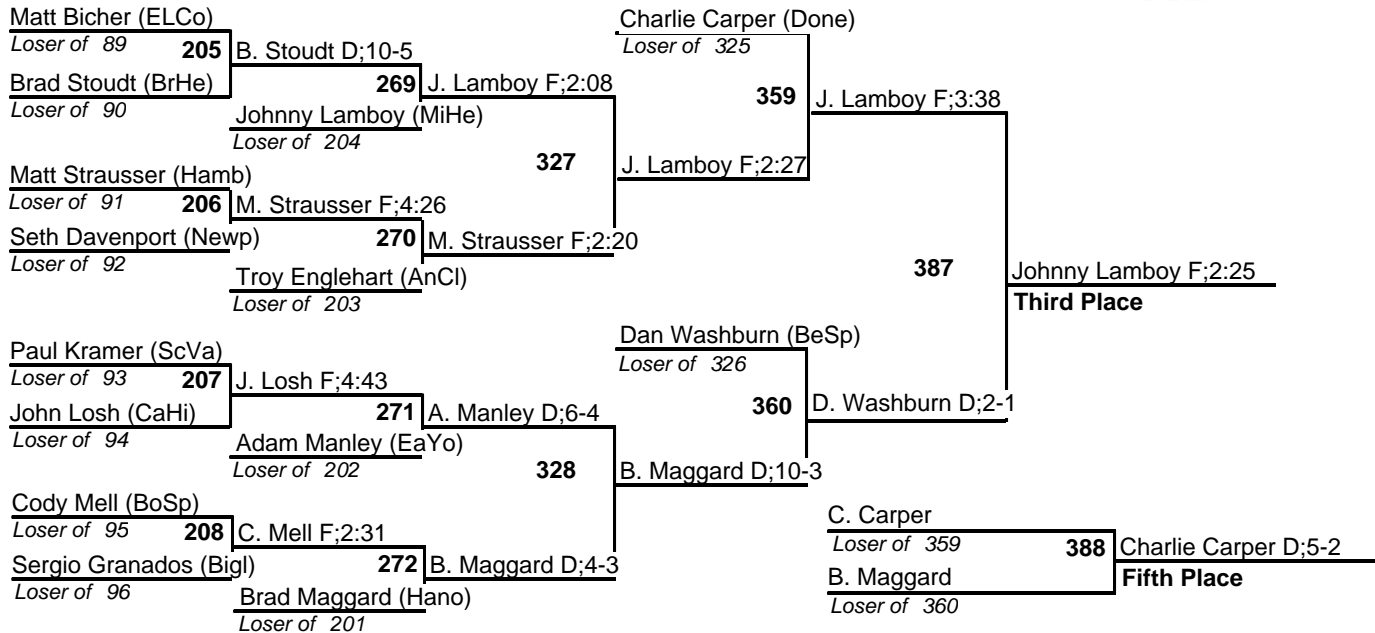 Matt Bicher (ELCo)
Loser of 89
205
B. Stoudt D;10-5
Brad Stoudt (BrHe)
Loser of 90
269
J. Lamboy F;2:08
Johnny Lamboy (MiHe)
Loser of 204
Matt Strausser (Hamb)
Loser of 91
206
M. Strausser F;4:26
Seth Davenport (Newp)
Loser of 92
270
M. Strausser F;2:20
Troy Englehart (AnCl)
Loser of 203
327
J. Lamboy F;2:27
Charlie Carper (Done)
Loser of 325
359
J. Lamboy F;3:38
Paul Kramer (ScVa)
Loser of 93
207
J. Losh F;4:43
John Losh (CaHi)
Loser of 94
271
A. Manley D;6-4
Adam Manley (EaYo)
Loser of 202
Cody Mell (BoSp)
Loser of 95
208
C. Mell F;2:31
Sergio Granados (Bigl)
Loser of 96
272
B. Maggard D;4-3
Brad Maggard (Hano)
Loser of 201
328
B. Maggard D;10-3
Dan Washburn (BeSp)
Loser of 326
360
D. Washburn D;2-1
387
Johnny Lamboy F;2:25
Third Place
C. Carper
Loser of 359
388
Charlie Carper D;5-2
B. Maggard
Fifth Place
Loser of 360